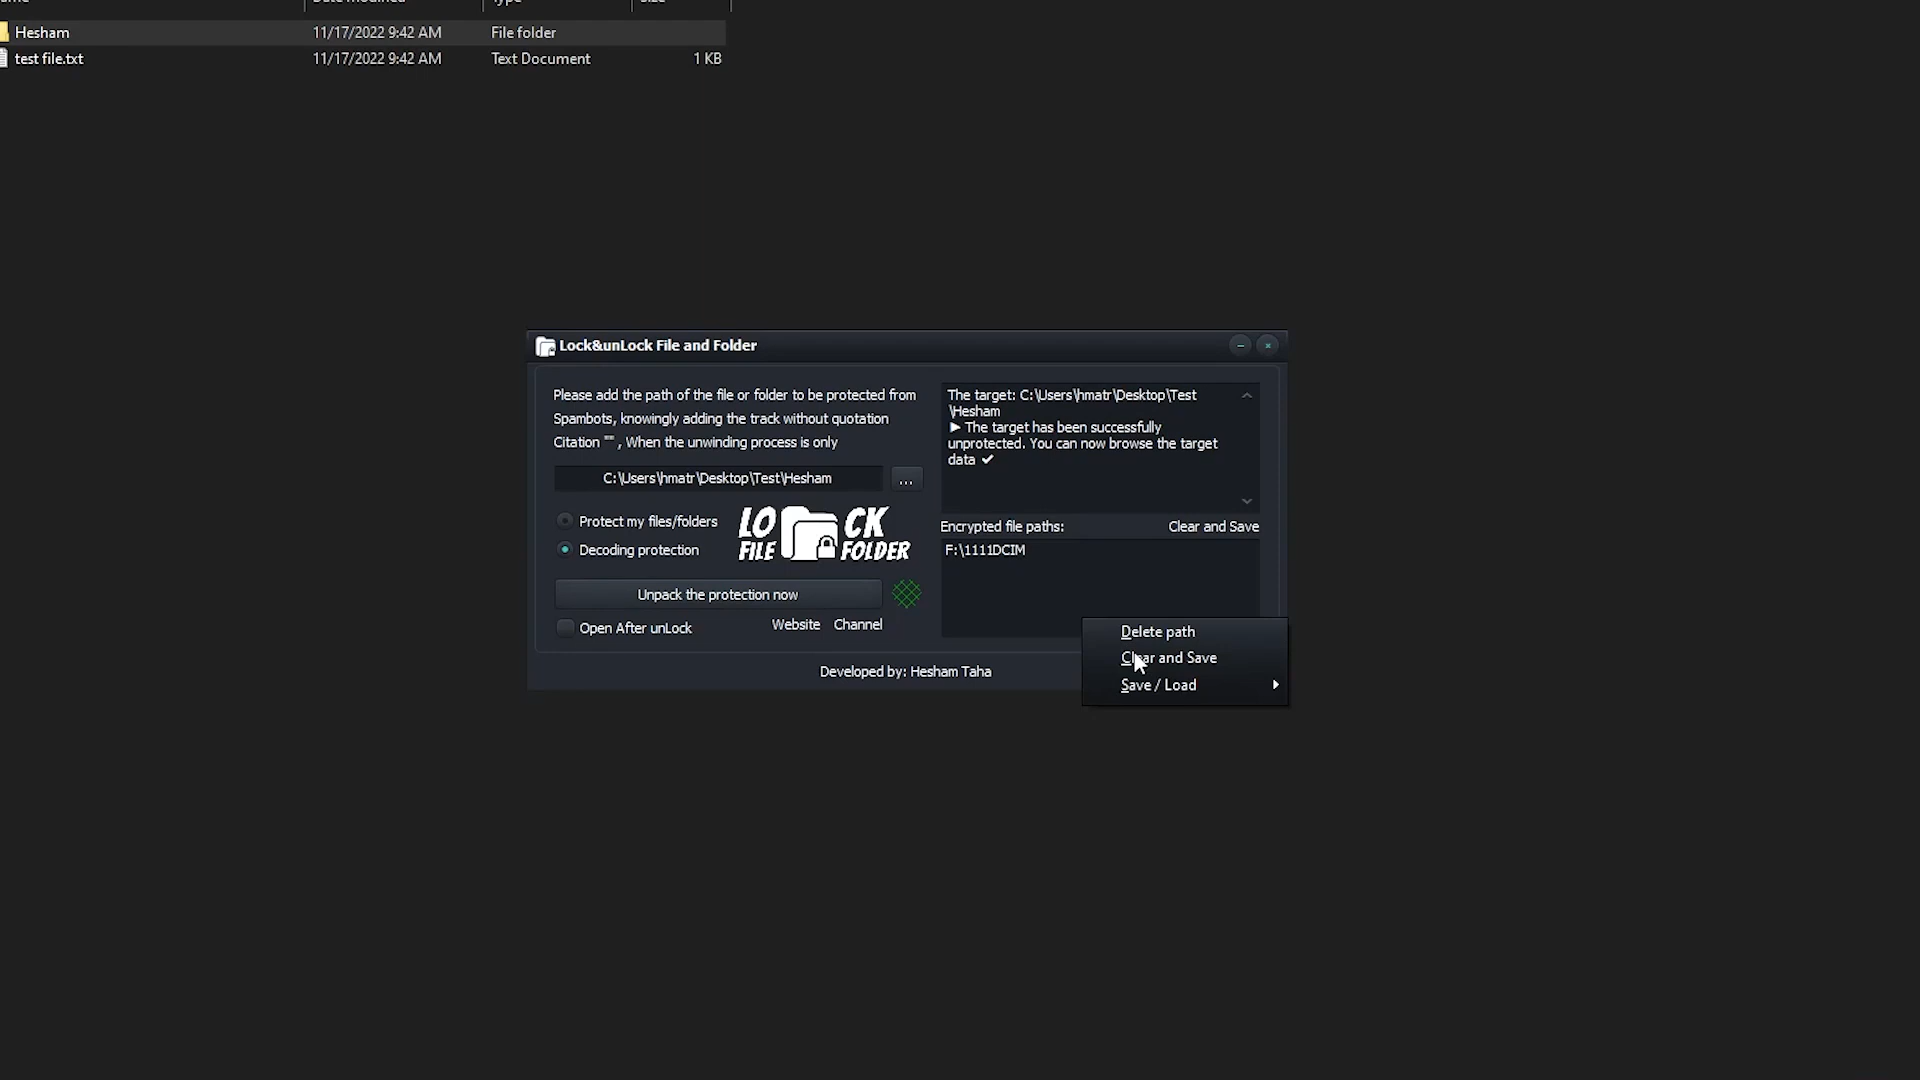 Date modified
Type
Size
Hesham 11/17/2022 9:42 AM File folder
test file.txt 11/17/2022 9:42 AM Text Document 1 KB
Lock&unLock File and Folder
Please add the path of the file or folder to be protected from
Spambots, knowingly adding the track without quotation
Citation "" , When the unwinding process is only
C:\Users\hmatr\Desktop\Test\Hesham
...
Protect my files/folders
Decoding protection
LO CK
FILE FOLDER
Unpack the protection now
Open After unLock
Website Channel
The target: C:\Users\hmatr\Desktop\Test
\Hesham
► The target has been successfully
unprotected. You can now browse the target
data ✔
Encrypted file paths: Clear and Save
F:\1111DCIM
Delete path
Clear and Save
Save / Load
Developed by: Hesham Taha